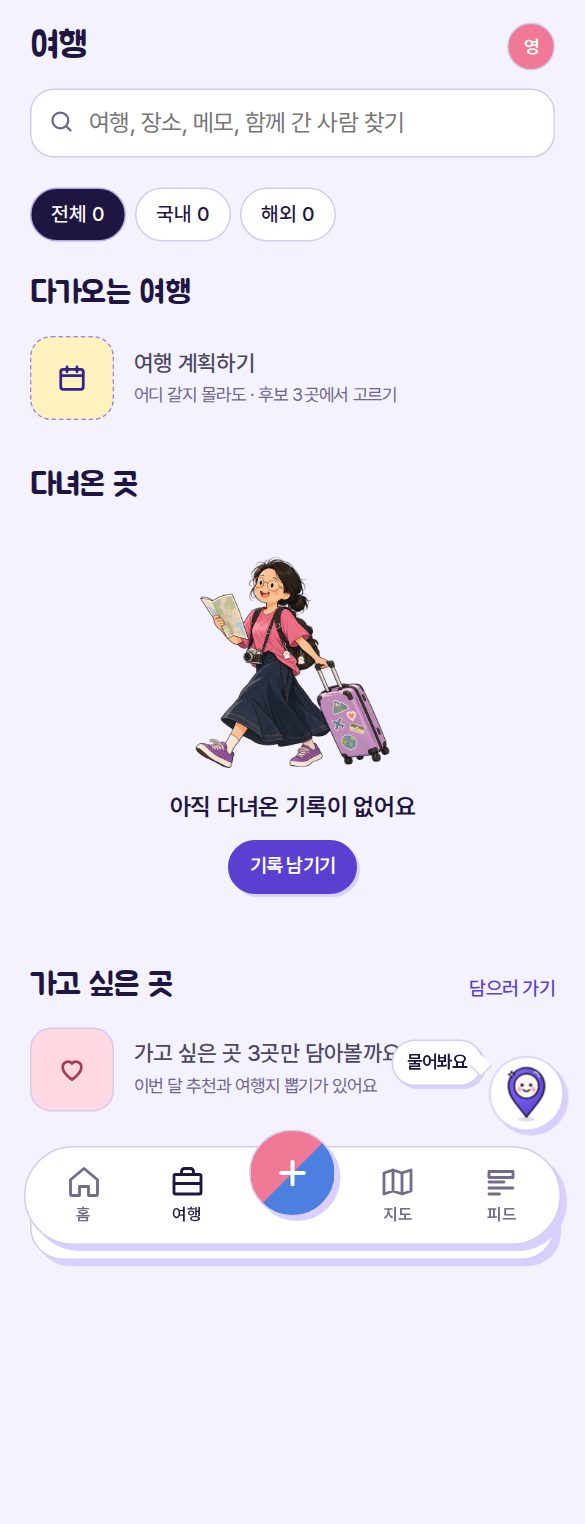 여행
영
여행, 장소, 메모, 함께 간 사람 찾기
전체 0
국내 0
해외 0
다가오는 여행
여행 계획하기
어디 갈지 몰라도 · 후보 3곳에서 고르기
다녀온 곳
아직 다녀온 기록이 없어요
기록 남기기
가고 싶은 곳
담으러 가기
가고 싶은 곳 3곳만 담아볼까요
물어봐요
이번 달 추천과 여행지 뽑기가 있어요
홈
여행
지도
피드